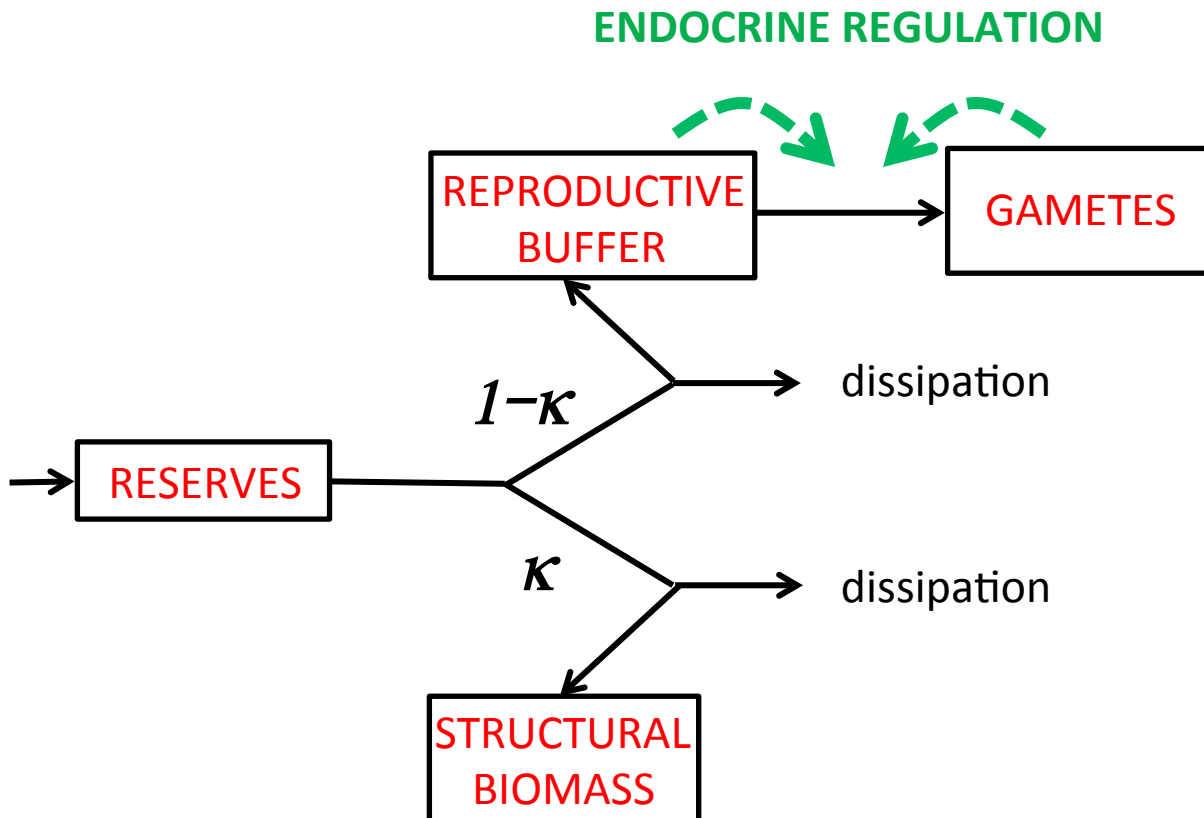 ENDOCRINE REGULATION
REPRODUCTIVE
BUFFER
GAMETES
1−κ
dissipation
RESERVES
κ
dissipation
STRUCTURAL
BIOMASS